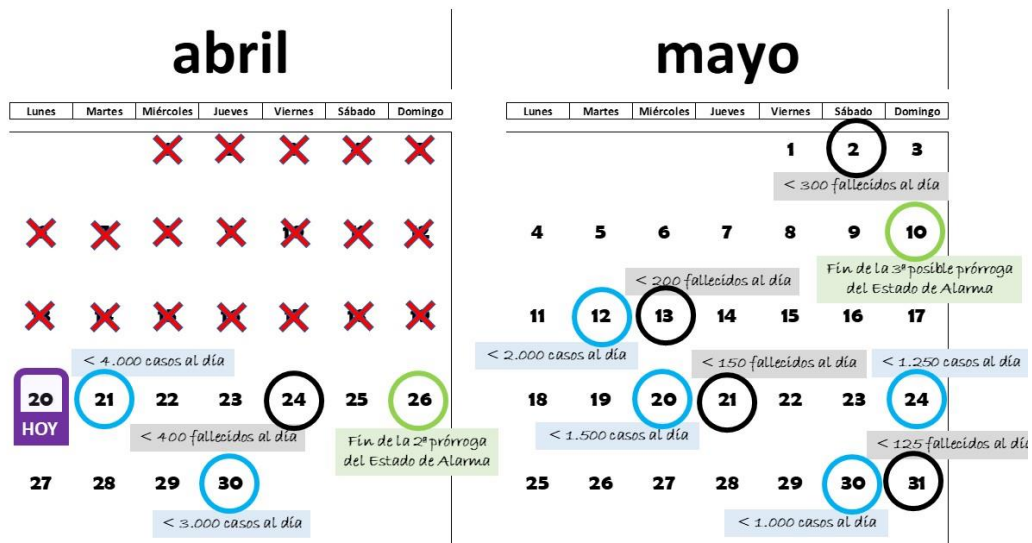 abril
Lunes Martes Miércoles Jueves Viernes Sábado Domingo
< 4.000 casos al día
20 21 22 23 24 25 26
HOY
< 400 fallecidos al día
Fin de la 2ª prórroga
del Estado de Alarma
27 28 29 30
< 3.000 casos al día
mayo
Lunes Martes Miércoles Jueves Viernes Sábado Domingo
1 2 3
< 300 fallecidos al día
4 5 6 7 8 9 10
Fin de la 3ª posible prórroga
del Estado de Alarma
< 200 fallecidos al día
11 12 13 14 15 16 17
< 2.000 casos al día
< 150 fallecidos al día
< 1.250 casos al día
18 19 20 21 22 23 24
< 1.500 casos al día
< 125 fallecidos al día
25 26 27 28 29 30 31
< 1.000 casos al día